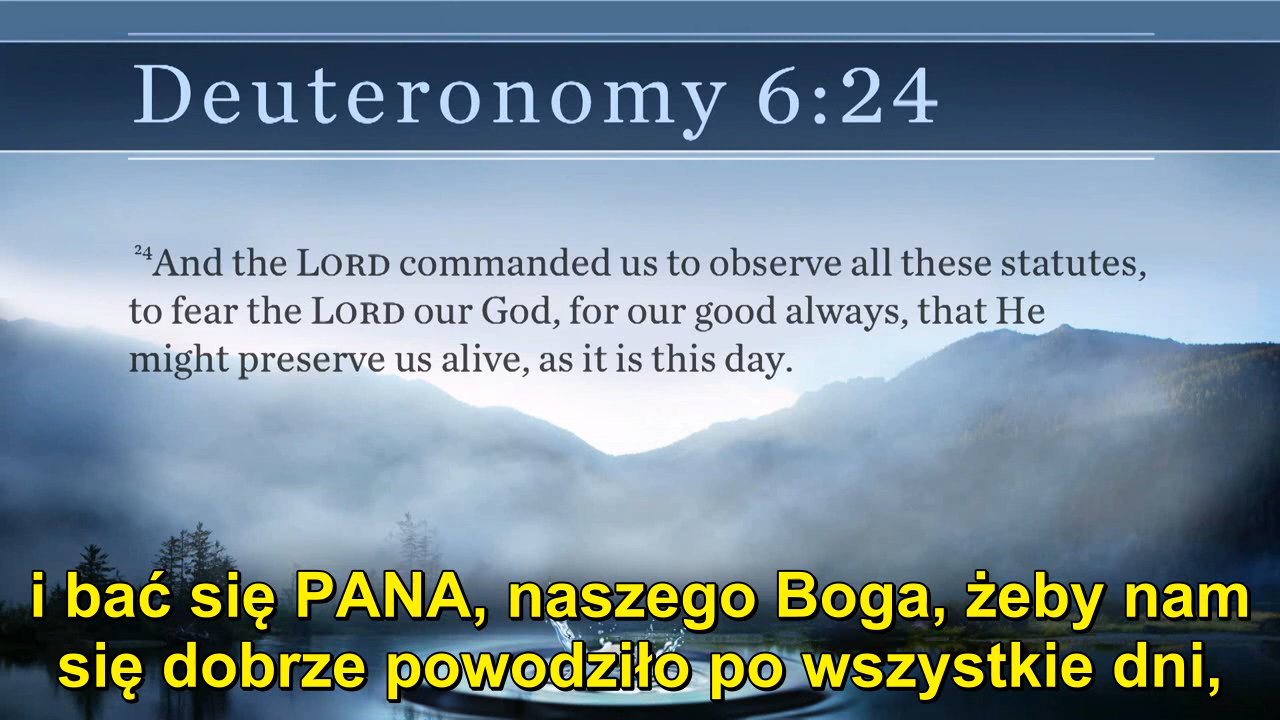 Deuteronomy 6:24
²⁴And the LORD commanded us to observe all these statutes,
to fear the LORD our God, for our good always, that He
might preserve us alive, as it is this day.
i bać się PANA, naszego Boga, żeby nam
się dobrze powodziło po wszystkie dni,